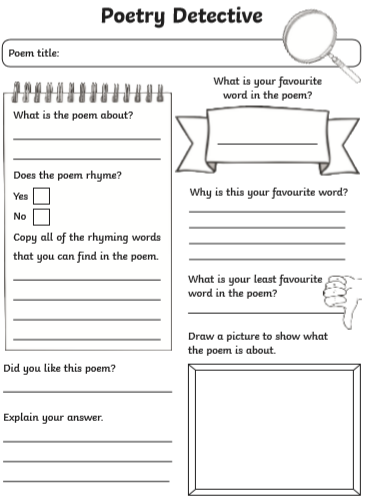 Poetry Detective
Poem title:
What is the poem about?
Does the poem rhyme?
Yes
No
Copy all of the rhyming words
that you can find in the poem.
Did you like this poem?
Explain your answer.
What is your favourite
word in the poem?
Why is this your favourite word?
What is your least favourite
word in the poem?
Draw a picture to show what
the poem is about.